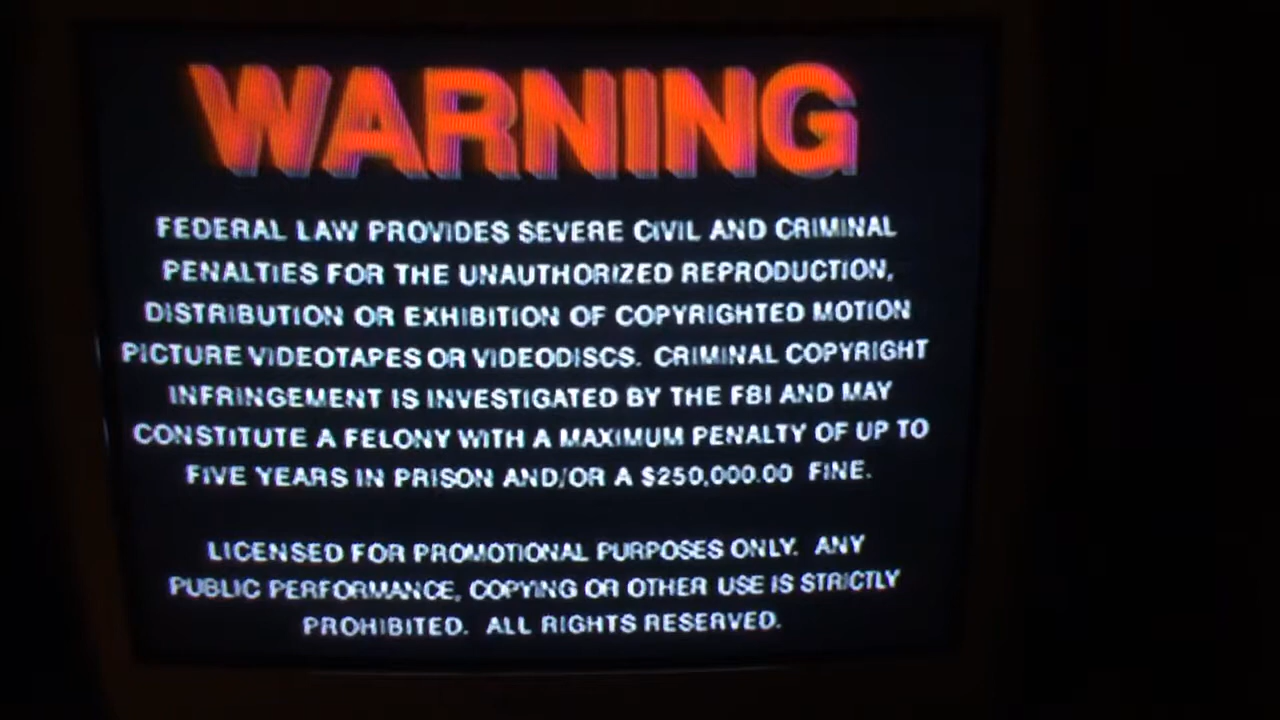 WARNING
FEDERAL LAW PROVIDES SEVERE CIVIL AND CRIMINAL
PENALTIES FOR THE UNAUTHORIZED REPRODUCTION,
DISTRIBUTION OR EXHIBITION OF COPYRIGHTED MOTION
PICTURE VIDEOTAPES OR VIDEODISCS. CRIMINAL COPYRIGHT
INFRINGEMENT IS INVESTIGATED BY THE FBI AND MAY
CONSTITUTE A FELONY WITH A MAXIMUM PENALTY OF UP TO
FIVE YEARS IN PRISON AND/OR A $250,000.00 FINE.
LICENSED FOR PROMOTIONAL PURPOSES ONLY. ANY
PUBLIC PERFORMANCE, COPYING OR OTHER USE IS STRICTLY
PROHIBITED. ALL RIGHTS RESERVED.